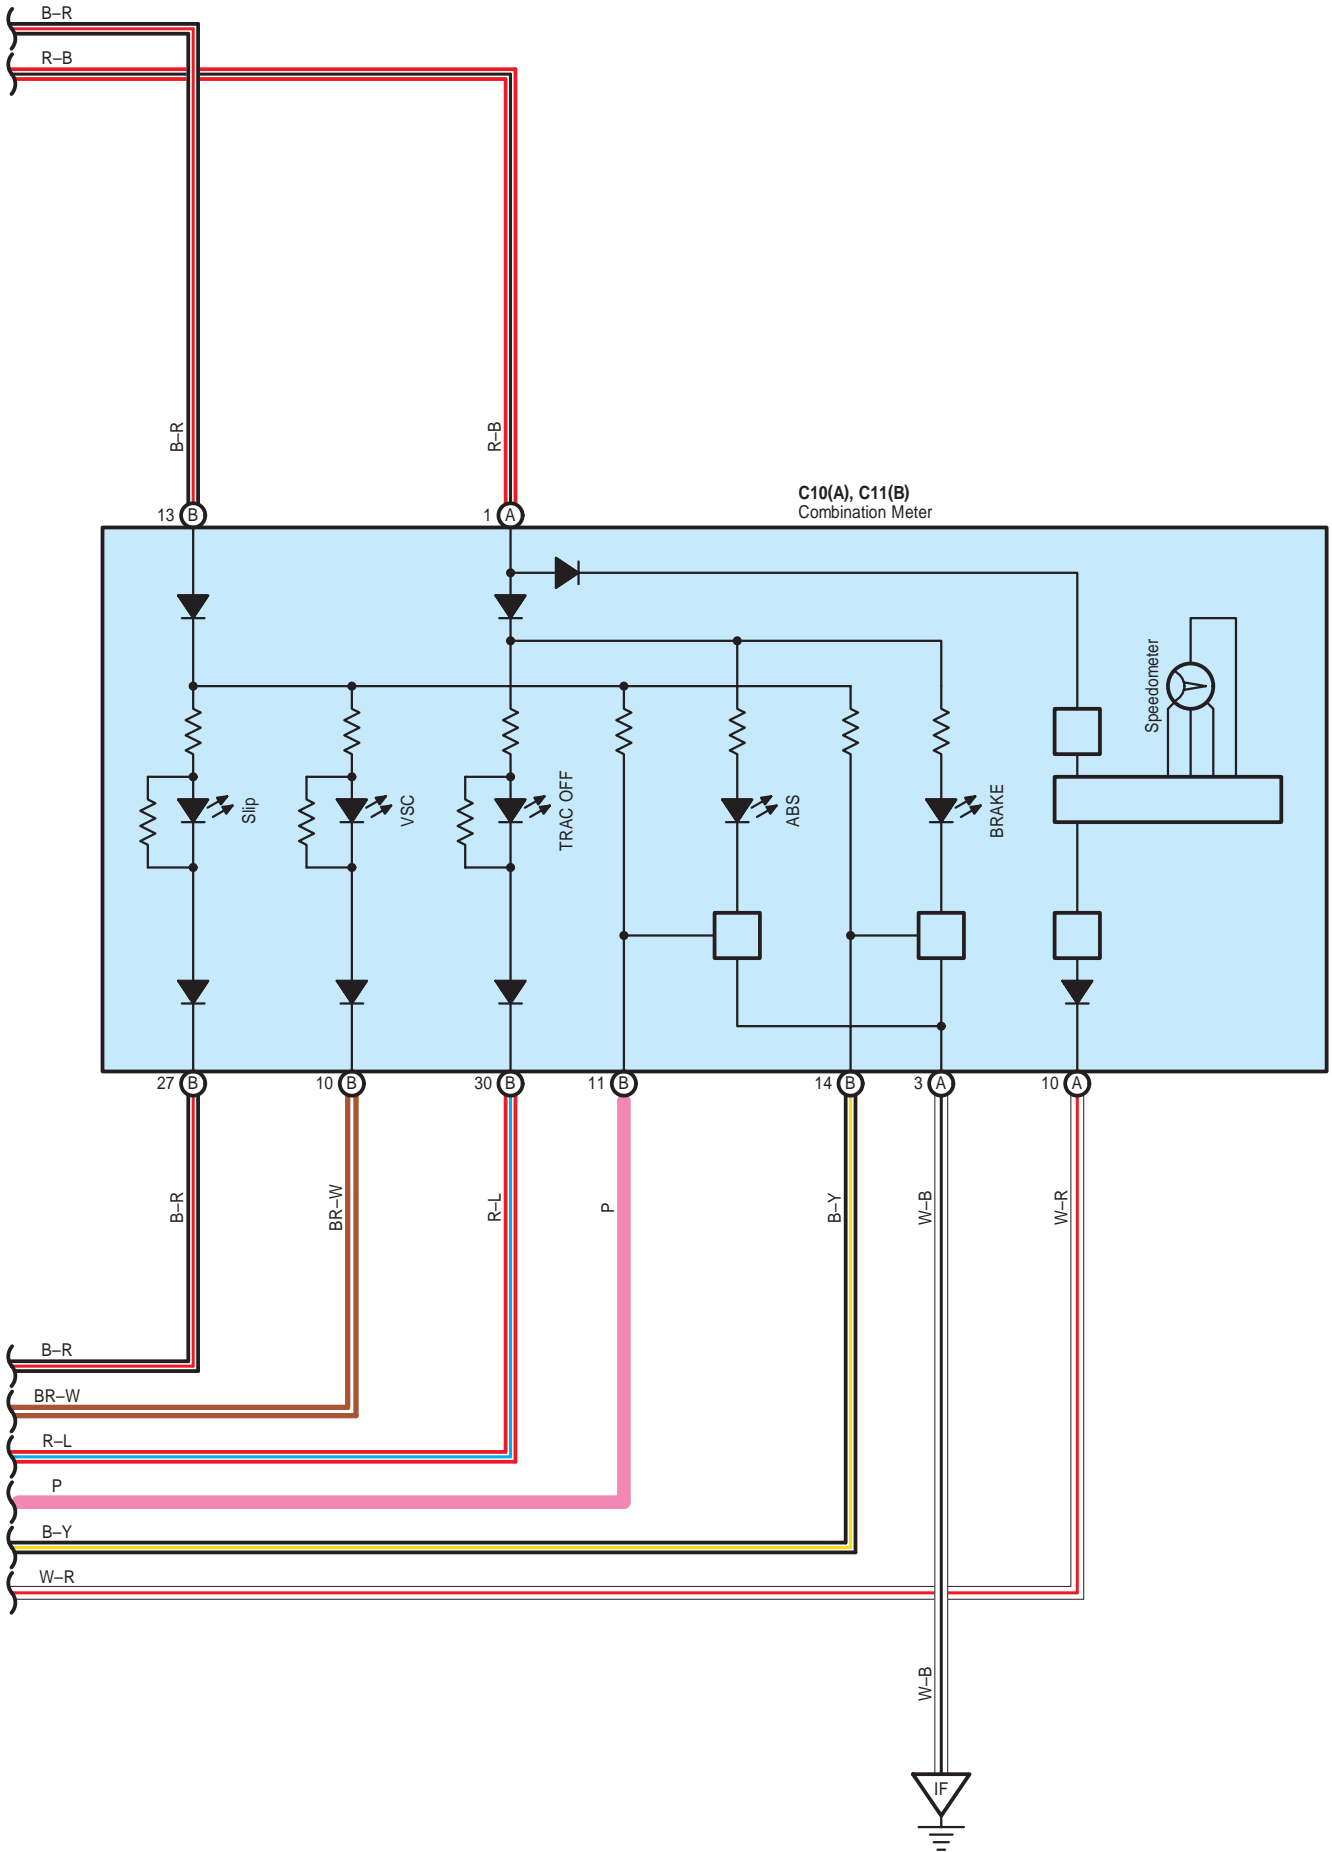 B–R
R–B
B–R
R–B
C10(A), C11(B)
Combination Meter
13 B
1 A
Speedometer
Slip
VSC
TRAC OFF
ABS
BRAKE
27 B
10 B
30 B
11 B
14 B
3 A
10 A
B–R
BR–W
R–L
P
B–Y
W–B
W–R
B–R
BR–W
R–L
P
B–Y
W–R
W–B
IF